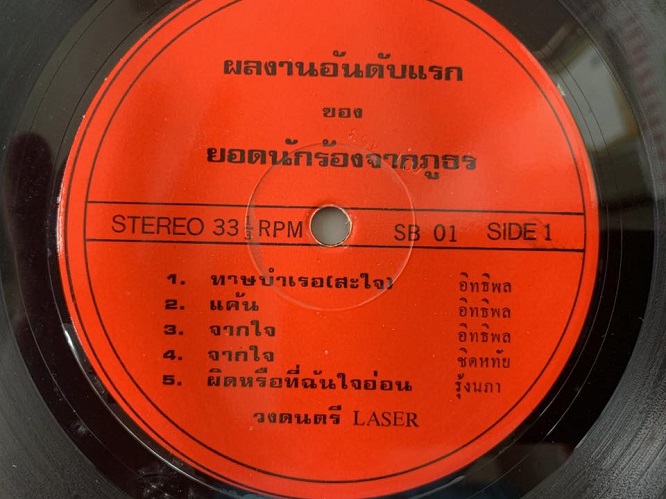 ผลงานอันดับแรก
ของ
ยอดนักร้องจากภูธร
STEREO 33 1/3 RPM SB 01 SIDE 1
1. ทาษบำเรอ(สะใจ) อิทธิพล
2. แค้น อิทธิพล
3. จากใจ อิทธิพล
4. จากใจ ชิดหทัย
5. ผิดหรือที่ฉันใจอ่อน รุ้งนภา
วงดนตรี LASER